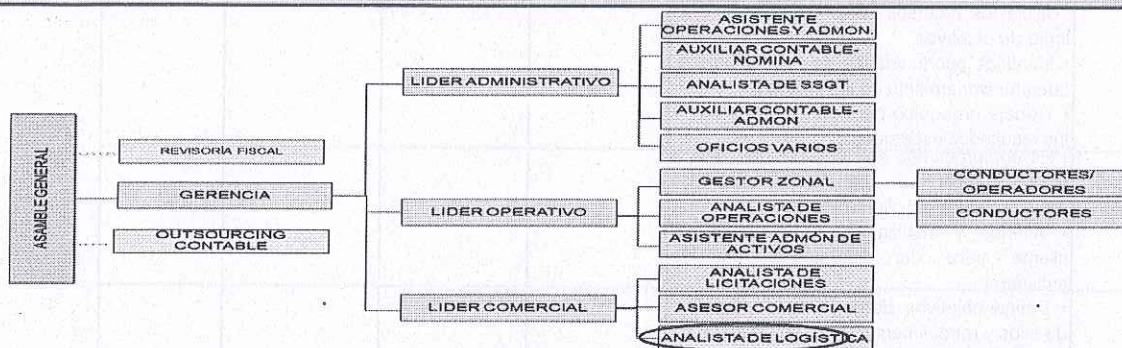 ASAMBLE GENERAL
REVISORÍA FISCAL
GERENCIA
OUTSOURCING
CONTABLE
LIDER ADMINISTRATIVO
ASISTENTE
OPERACIONES Y ADMON.
AUXILIAR CONTABLE-
NOMINA
ANALISTA DE SSGT
AUXILIAR CONTABLE-
ADMON
OFICIOS VARIOS
LIDER OPERATIVO
GESTOR ZONAL
CONDUCTORES/
OPERADORES
ANALISTA DE
OPERACIONES
CONDUCTORES
ASISTENTE ADMÓN DE
ACTIVOS
LIDER COMERCIAL
ANALISTA DE
LICITACIONES
ASESOR COMERCIAL
ANALISTA DE LOGÍSTICA